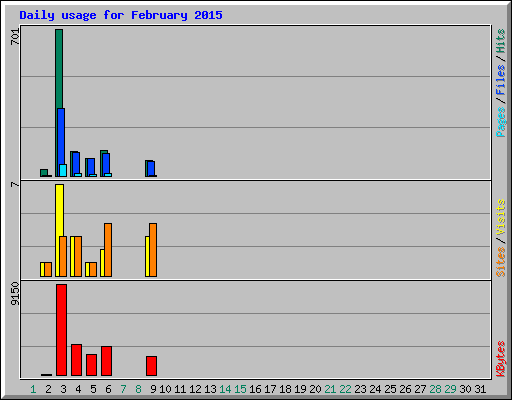 Daily usage for February 2015
701
Pages/Files/Hits
7
Sites/Visits
9150
KBytes
1 2 3 4 5 6 7 8 9 10 11 12 13 14 15 16 17 18 19 20 21 22 23 24 25 26 27 28 29 30 31